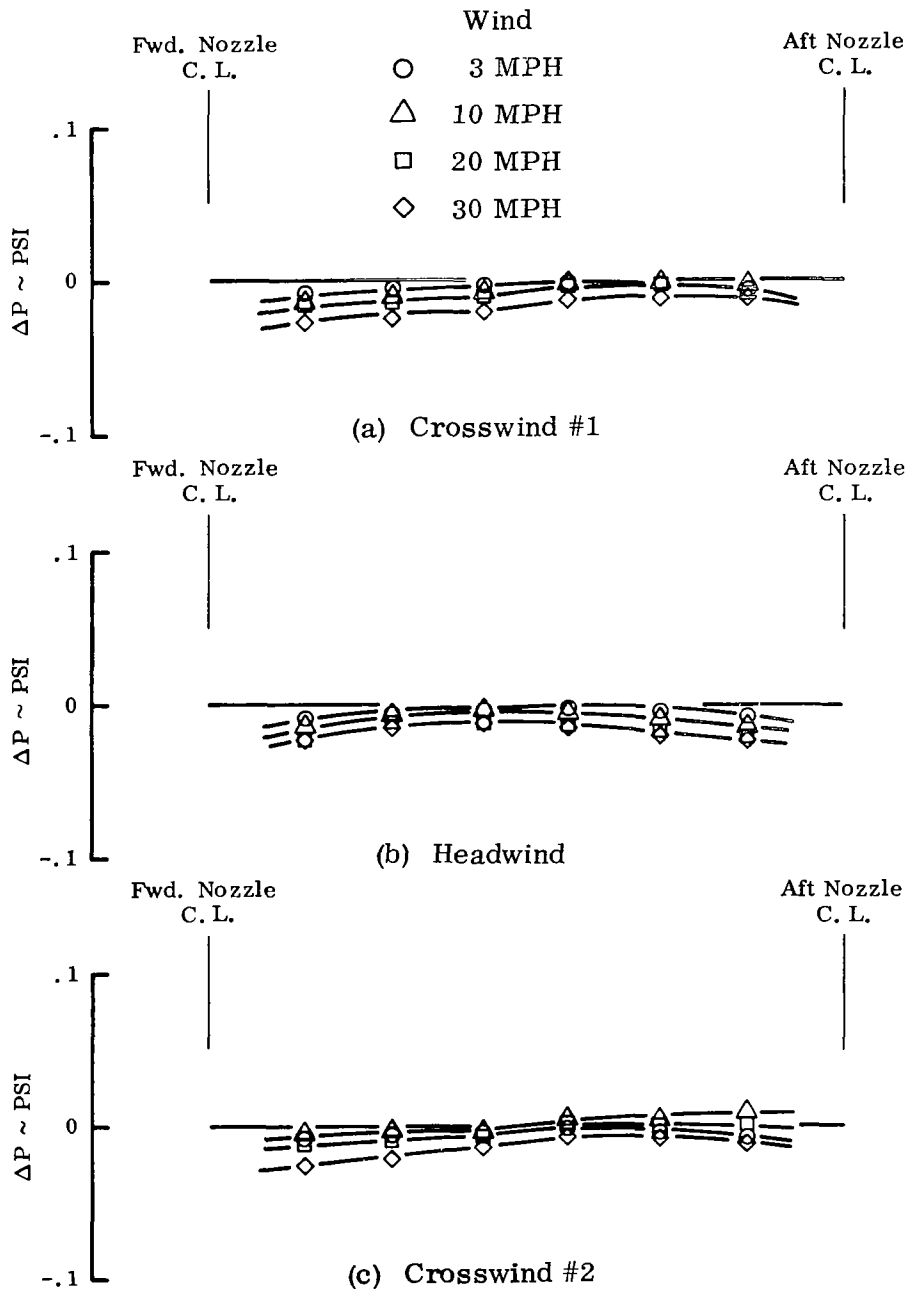 Wind
Fwd. Nozzle
C. L.
Aft Nozzle
C. L.
3 MPH
10 MPH
20 MPH
30 MPH
.1
0
-.1
ΔP ~ PSI
(a) Crosswind #1
Fwd. Nozzle
C. L.
Aft Nozzle
C. L.
.1
0
-.1
ΔP ~ PSI
(b) Headwind
Fwd. Nozzle
C. L.
Aft Nozzle
C. L.
.1
0
-.1
ΔP ~ PSI
(c) Crosswind #2